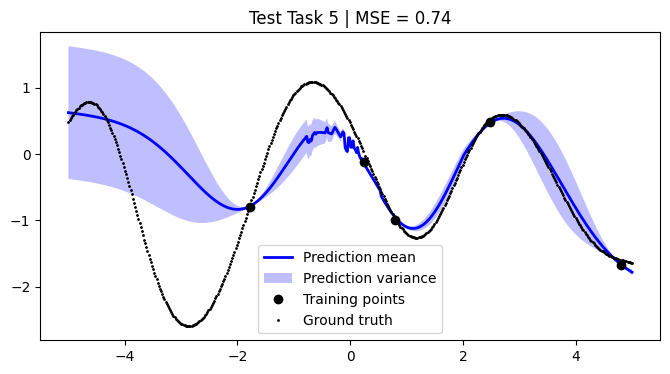 Test Task 5 | MSE = 0.74
1
0
−1
−2
Prediction mean
Prediction variance
Training points
Ground truth
−4
−2
0
2
4